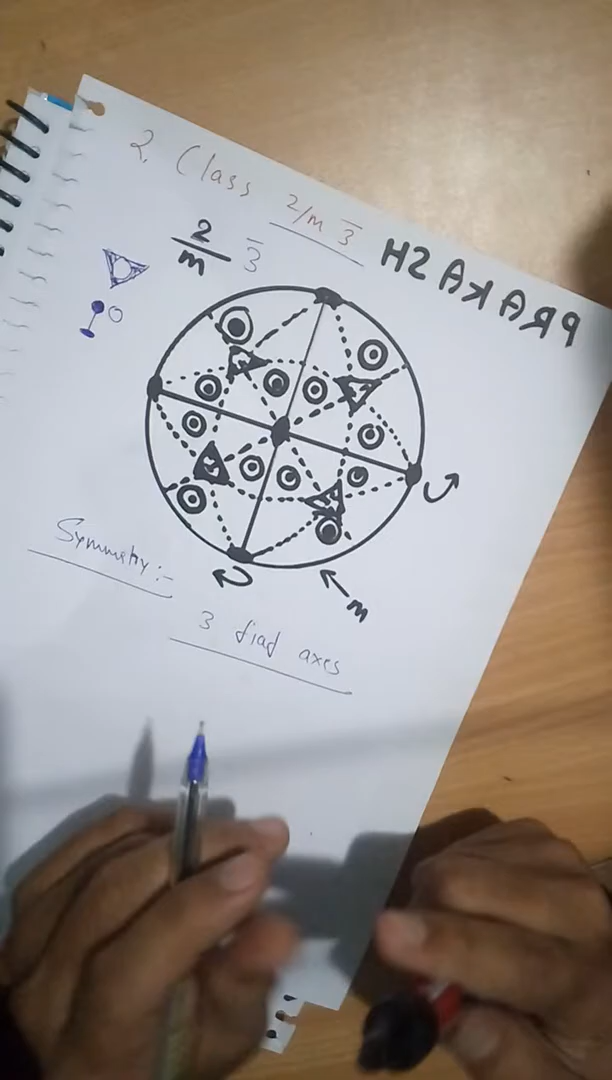 2. Class 2/m 3̅
2/m 3̅
PRAKASH
m
Symmetry :-
3 diad axes